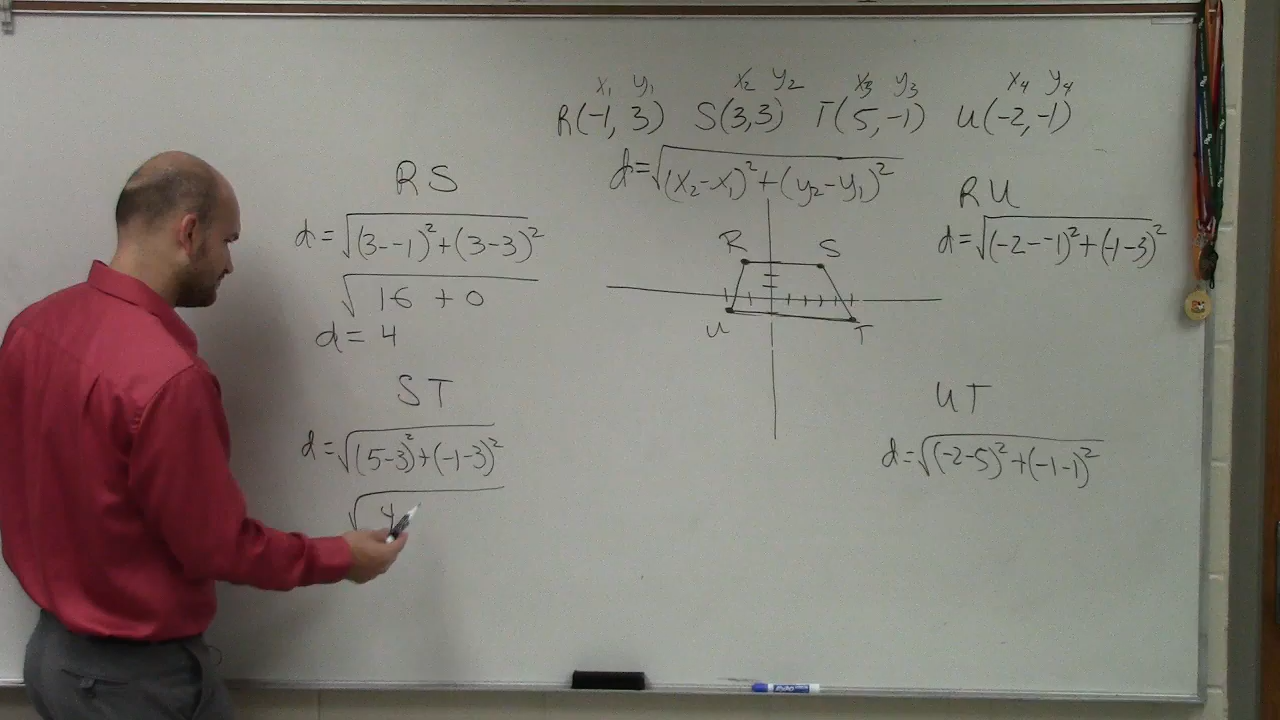 x₁ y₁ x₂ y₂ x₃ y₃ x₄ y₄
R(-1, 3) S(3,3) T(5,-1) U(-2,-1)
d=√(x₂-x₁)²+(y₂-y₁)²
RS
d=√(3--1)²+(3-3)²
√16 + 0
d=4
ST
d=√(5-3)²+(-1-3)²
√4
R S
U T
RU
d=√(-2--1)²+(-1-3)²
UT
d=√(-2-5)²+(-1-1)²